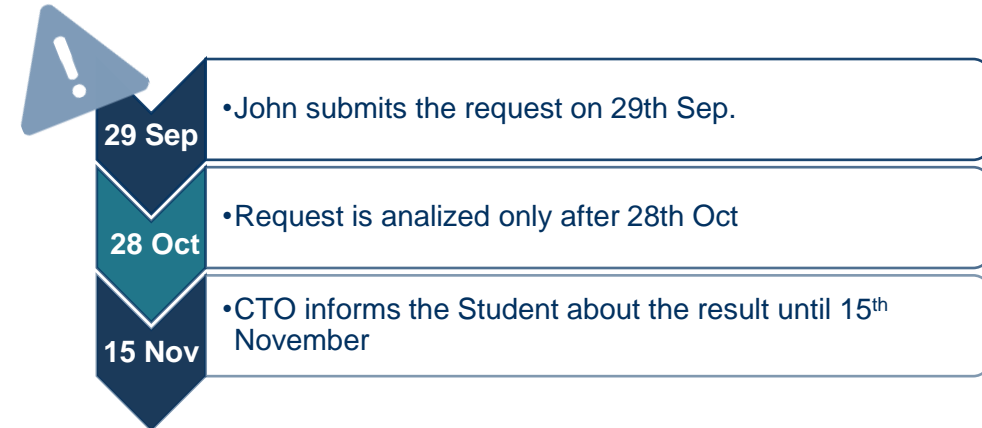 !
29 Sep
•John submits the request on 29th Sep.
28 Oct
•Request is analized only after 28th Oct
15 Nov
•CTO informs the Student about the result until 15th
November